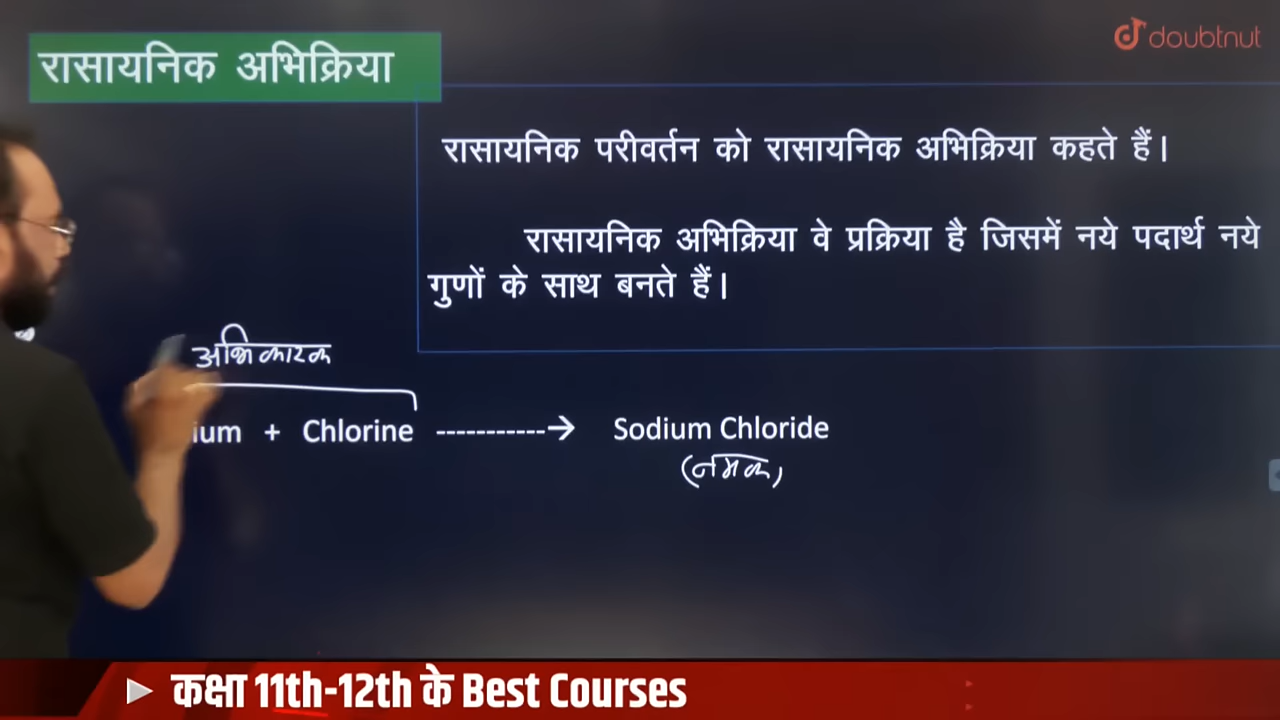 doubtnut
रासायनिक अभिक्रिया
रासायनिक परीवर्तन को रासायनिक अभिक्रिया कहते हैं।
रासायनिक अभिक्रिया वे प्रक्रिया है जिसमें नये पदार्थ नये
गुणों के साथ बनते हैं।
अभिकारक
ium + Chlorine -----------→ Sodium Chloride
(नमक)
कक्षा 11th-12th के Best Courses